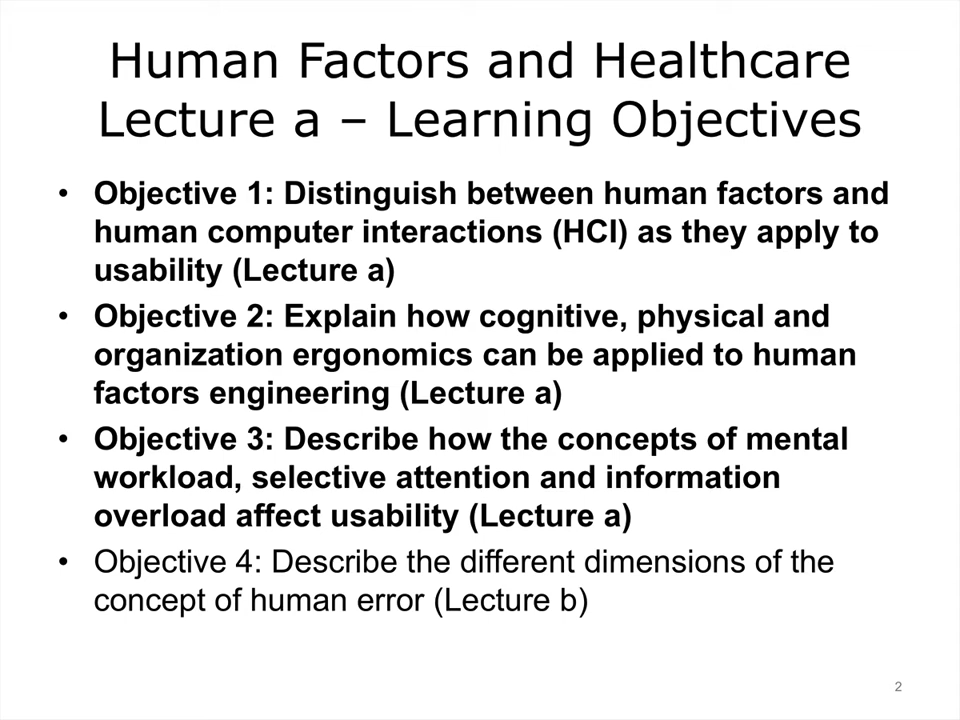 Human Factors and Healthcare
Lecture a – Learning Objectives
• Objective 1: Distinguish between human factors and
human computer interactions (HCI) as they apply to
usability (Lecture a)
• Objective 2: Explain how cognitive, physical and
organization ergonomics can be applied to human
factors engineering (Lecture a)
• Objective 3: Describe how the concepts of mental
workload, selective attention and information
overload affect usability (Lecture a)
• Objective 4: Describe the different dimensions of the
concept of human error (Lecture b)
2